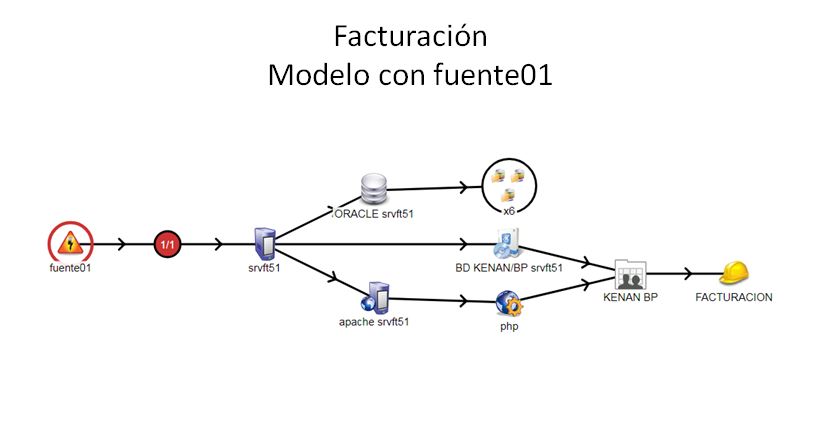 Facturación
Modelo con fuente01
fuente01
1/1
srvft51
ORACLE srvft51
x6
BD KENAN/BP srvft51
apache srvft51
php
KENAN BP
FACTURACION